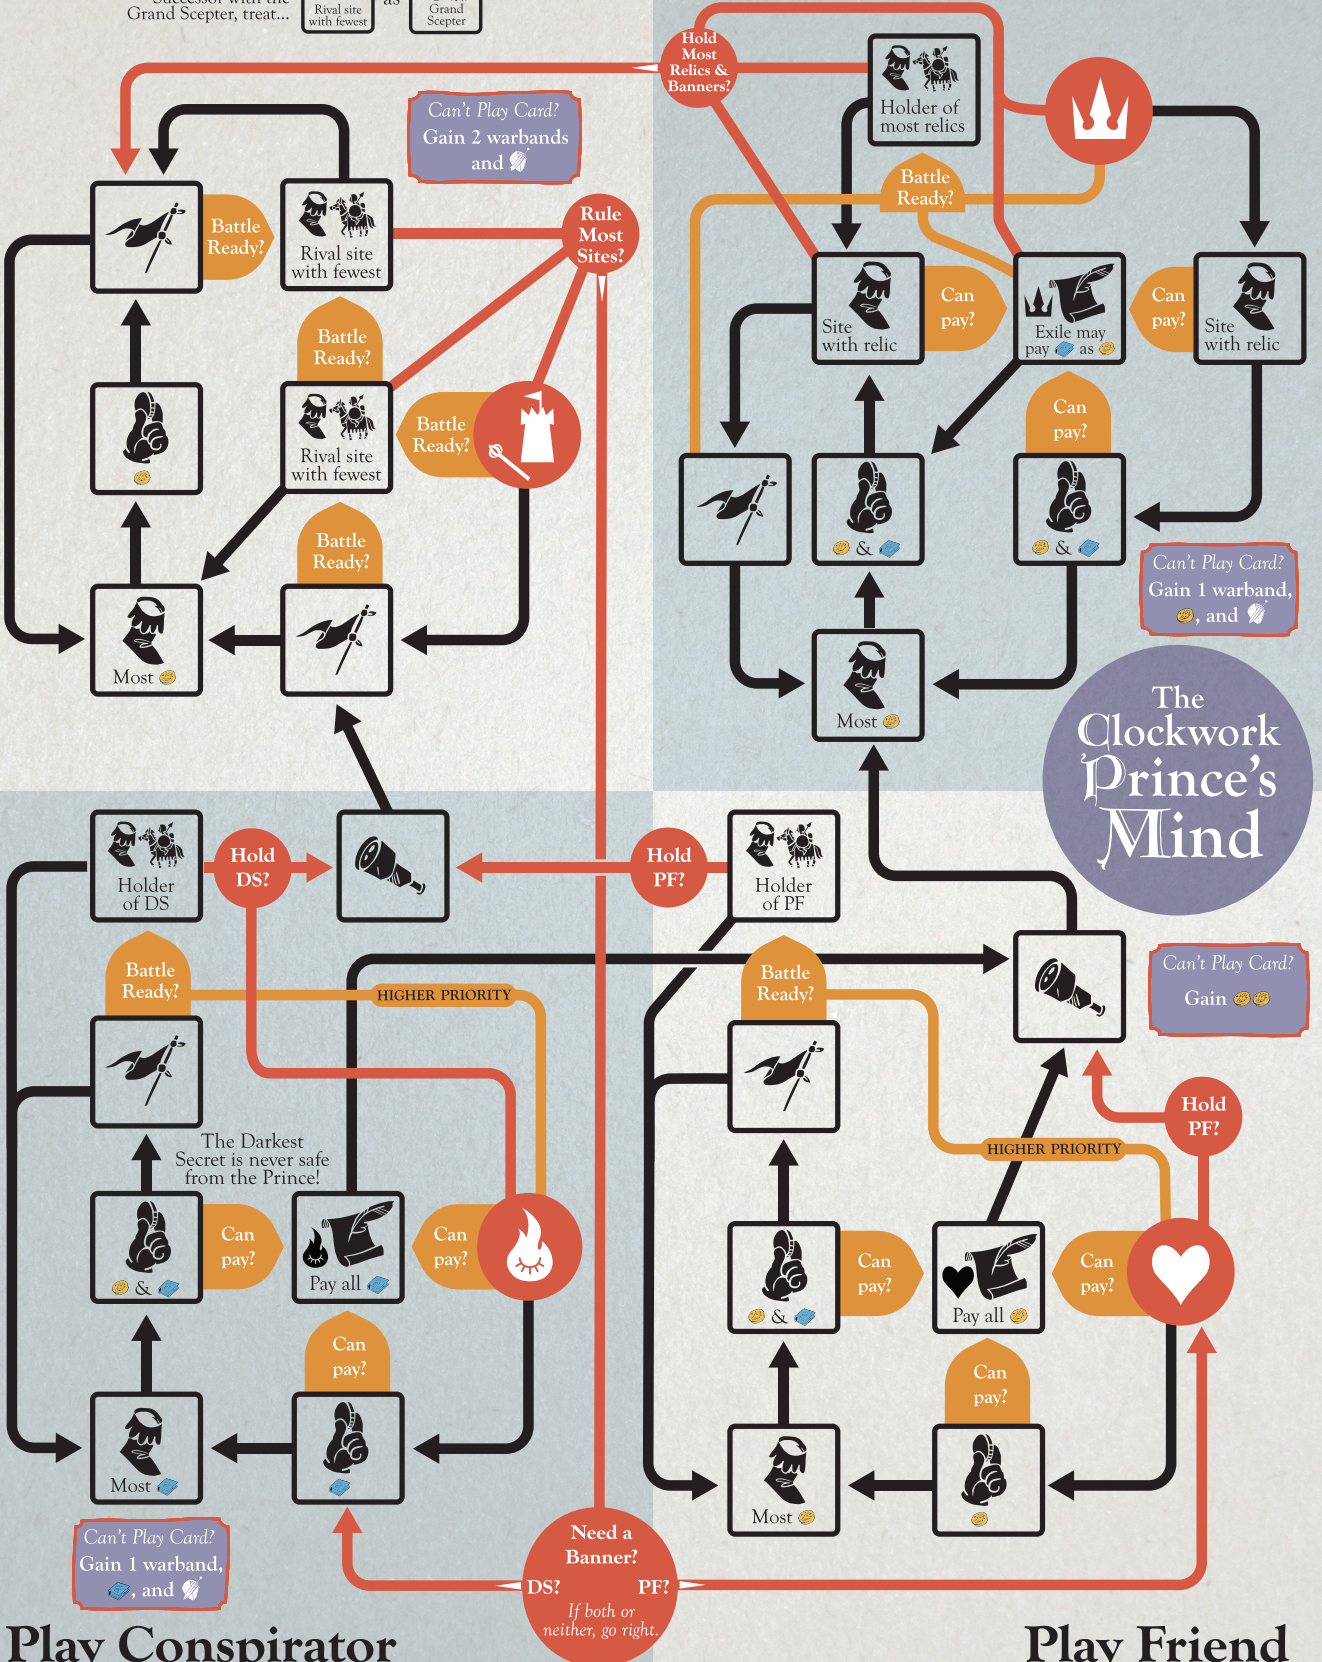 Successor with the
Grand Scepter, treat...
Rival site
with fewest
as
Grand
Scepter
Hold
Most
Relics &
Banners?
Holder of
most relics
Can't Play Card?
Gain 2 warbands
and
Battle
Ready?
Battle
Ready?
Rival site
with fewest
Rule
Most
Sites?
Site
with relic
Can
pay?
Exile may
pay as
Can
pay?
Site
with relic
Battle
Ready?
Rival site
with fewest
Battle
Ready?
Can
pay?
&
&
Battle
Ready?
Can't Play Card?
Gain 1 warband,
, and
Most
Most
The
Clockwork
Prince's
Mind
Holder
of DS
Hold
DS?
Hold
PF?
Holder
of PF
Battle
Ready?
HIGHER PRIORITY
Battle
Ready?
Can't Play Card?
Gain
Hold
PF?
HIGHER PRIORITY
The Darkest
Secret is never safe
from the Prince!
&
Can
pay?
Pay all
Can
pay?
&
Can
pay?
Pay all
Can
pay?
Can
pay?
Can
pay?
Most
Most
Can't Play Card?
Gain 1 warband,
, and
Need a
Banner?
DS? PF?
If both or
neither, go right.
Play Conspirator
Play Friend